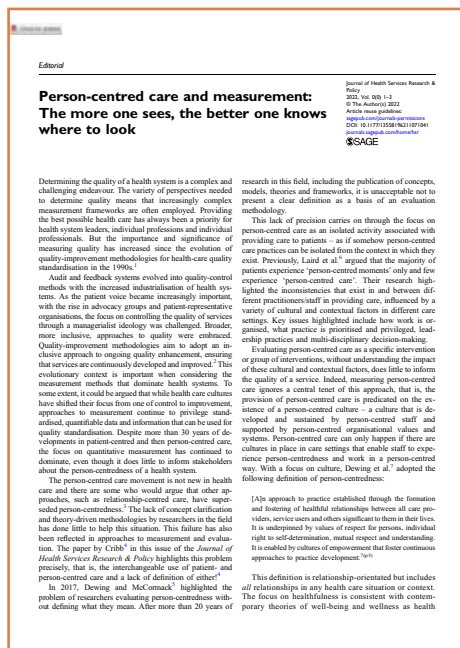 Editorial
Person-centred care and measurement:
The more one sees, the better one knows
where to look
Journal of Health Services Research &
Policy
2022, Vol. 0(0) 1–3
© The Author(s) 2022
Article reuse guidelines:
sagepub.com/journals-permissions
DOI: 10.1177/13558196211071041
journals.sagepub.com/home/hsr
SAGE
Determining the quality of a health system is a complex and
challenging endeavour. The variety of perspectives needed
to determine quality means that increasingly complex
measurement frameworks are often employed. Providing
the best possible health care has always been a priority for
health system leaders, individual professions and individual
professionals. But the importance and significance of
measuring quality has increased since the evolution of
quality-improvement methodologies for health-care quality
standardisation in the 1990s.1
Audit and feedback systems evolved into quality-control
methods with the increased industrialisation of health sys-
tems. As the patient voice became increasingly important,
with the rise in advocacy groups and patient-representative
organisations, the focus on controlling the quality of services
through a managerialist ideology was challenged. Broader,
more inclusive, approaches to quality were embraced.
Quality-improvement methodologies aim to adopt an in-
clusive approach to ongoing quality enhancement, ensuring
that services are continuously developed and improved.2 This
evolutionary context is important when considering the
measurement methods that dominate health systems. To
some extent, it could be argued that while health care cultures
have shifted their focus from one of control to improvement,
approaches to measurement continue to privilege stand-
ardised, quantifiable data and information that can be used for
quality standardisation. Despite more than 30 years of de-
velopments in patient-centred and then person-centred care,
the focus on quantitative measurement has continued to
dominate, even though it does little to inform stakeholders
about the person-centredness of a health system.
The person-centred care movement is not new in health
care and there are some who would argue that other ap-
proaches, such as relationship-centred care, have super-
seded person-centredness.3 The lack of concept clarification
and theory-driven methodologies by researchers in the field
has done little to help this situation. This failure has also
been reflected in approaches to measurement and evalua-
tion. The paper by Cribb4 in this issue of the Journal of
Health Services Research & Policy highlights this problem
precisely, that is, the interchangeable use of patient- and
person-centred care and a lack of definition of either!4
In 2017, Dewing and McCormack5 highlighted the
problem of researchers evaluating person-centredness with-
out defining what they mean. After more than 20 years of
research in this field, including the publication of concepts,
models, theories and frameworks, it is unacceptable not to
present a clear definition as a basis of an evaluation
methodology.
This lack of precision carries on through the focus on
person-centred care as an isolated activity associated with
providing care to patients – as if somehow person-centred
care practices can be isolated from the context in which they
exist. Previously, Laird et al.6 argued that the majority of
patients experience 'person-centred moments' only and few
experience 'person-centred care'. Their research high-
lighted the inconsistencies that exist in and between dif-
ferent practitioners/staff in providing care, influenced by a
variety of cultural and contextual factors in different care
settings. Key issues highlighted include how work is or-
ganised, what practice is prioritised and privileged, lead-
ership practices and multi-disciplinary decision-making.
Evaluating person-centred care as a specific intervention
or group of interventions, without understanding the impact
of these cultural and contextual factors, does little to inform
the quality of a service. Indeed, measuring person-centred
care ignores a central tenet of this approach, that is, the
provision of person-centred care is predicated on the ex-
istence of a person-centred culture – a culture that is de-
veloped and sustained by person-centred staff and
supported by person-centred organisational values and
systems. Person-centred care can only happen if there are
cultures in place in care settings that enable staff to expe-
rience person-centredness and work in a person-centred
way. With a focus on culture, Dewing et al.7 adopted the
following definition of person-centredness:
[A]n approach to practice established through the formation
and fostering of healthful relationships between all care pro-
viders, service users and others significant to them in their lives.
It is underpinned by values of respect for persons, individual
right to self-determination, mutual respect and understanding.
It is enabled by cultures of empowerment that foster continuous
approaches to practice development.
This definition is relationship-orientated but includes
all relationships in any health care situation or context.
The focus on healthfulness is consistent with contem-
porary theories of well-being and wellness as health